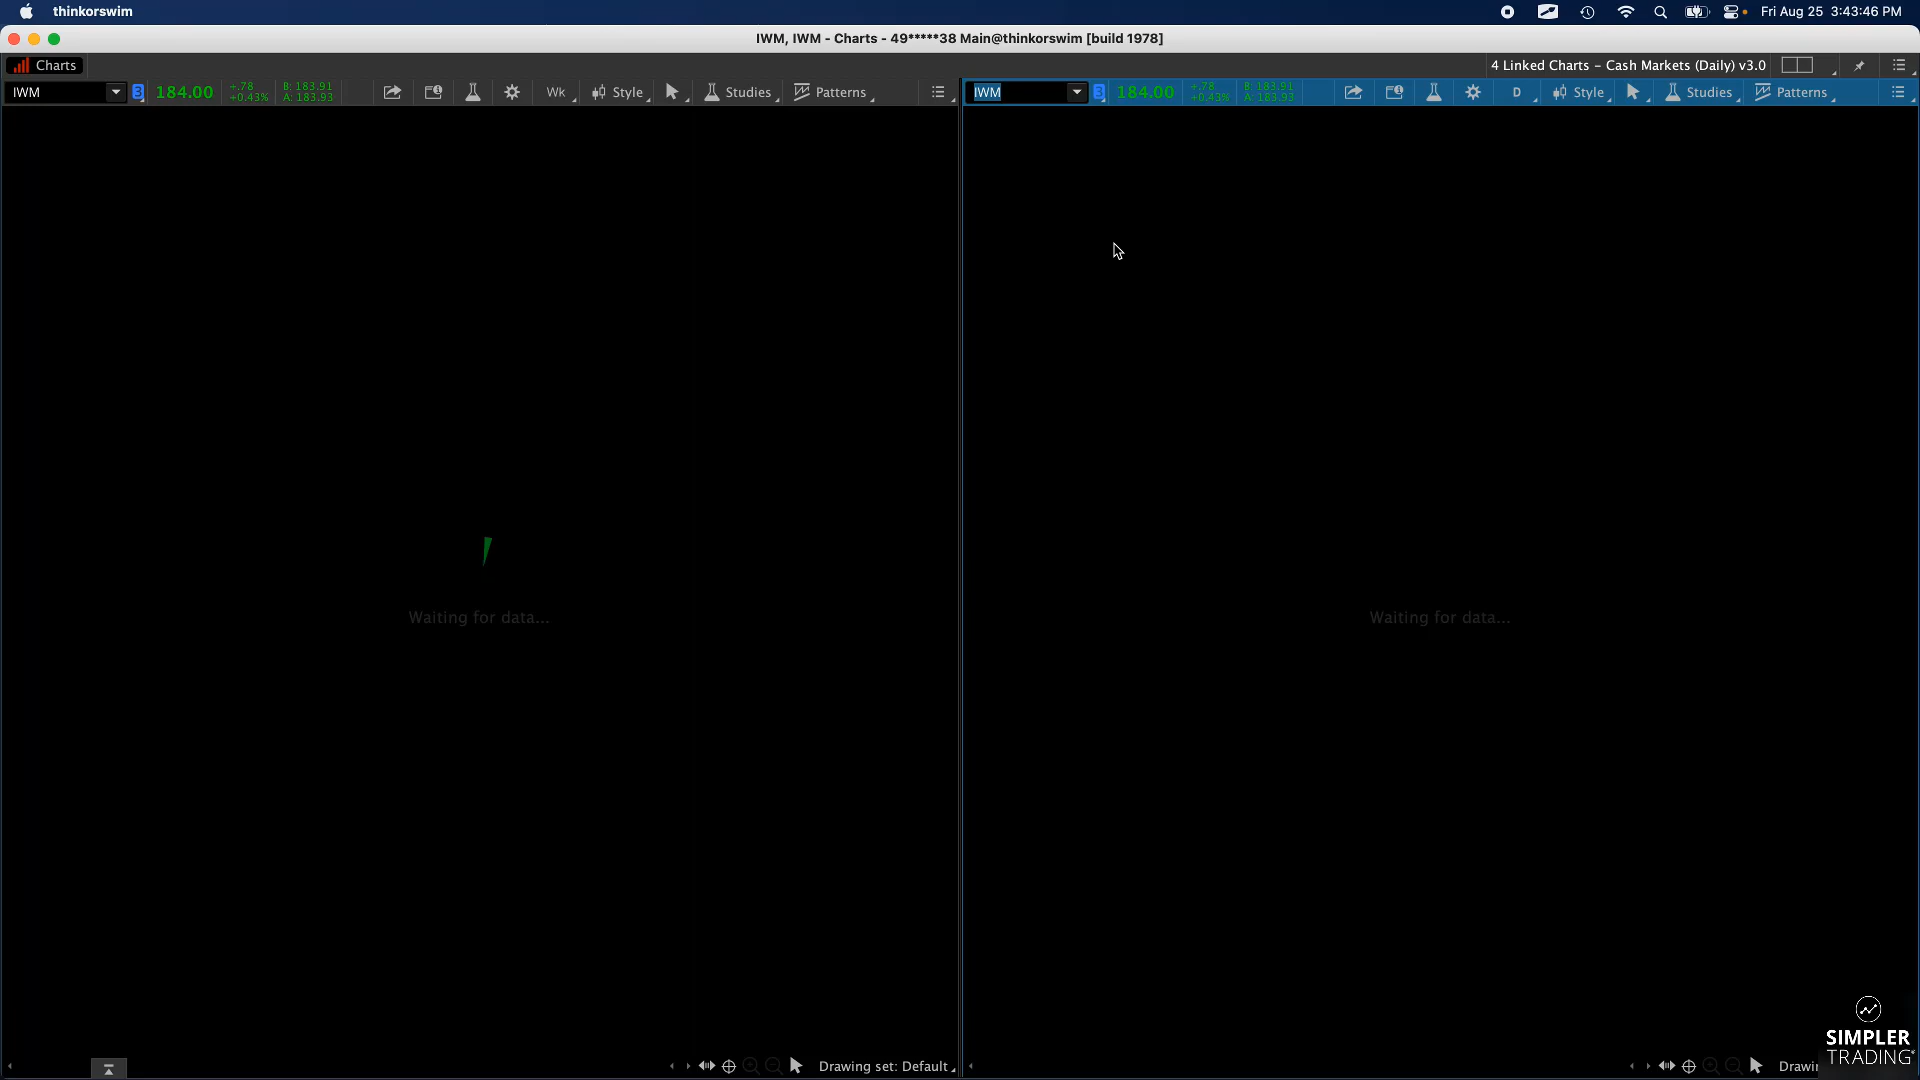 thinkorswim
Fri Aug 25 3:43:46 PM
IWM, IWM - Charts - 49*****38 Main@thinkorswim [build 1978]
Charts
4 Linked Charts – Cash Markets (Daily) v3.0
IWM 3 184.00 +.78 +0.43% B: 183.91 A: 183.93 Wk Style Studies Patterns
IWM 3 184.00 +.78 +0.43% B: 183.91 A: 183.93 D Style Studies Patterns
Waiting for data...
Waiting for data...
Drawing set: Default
Drawi
SIMPLER
TRADING